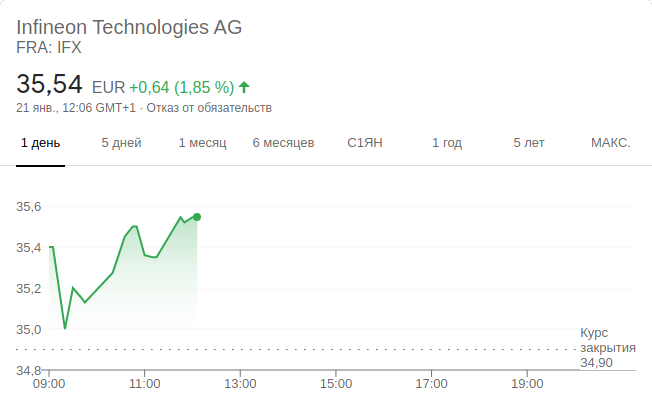 Infineon Technologies AG
FRA: IFX
35,54 EUR +0,64 (1,85 %)
21 янв., 12:06 GMT+1 · Отказ от обязательств
1 день 5 дней 1 месяц 6 месяцев С1ЯН 1 год 5 лет МАКС.
35,6
35,4
35,2
35,0
Курс
закрытия
34,90
34,8
09:00 11:00 13:00 15:00 17:00 19:00